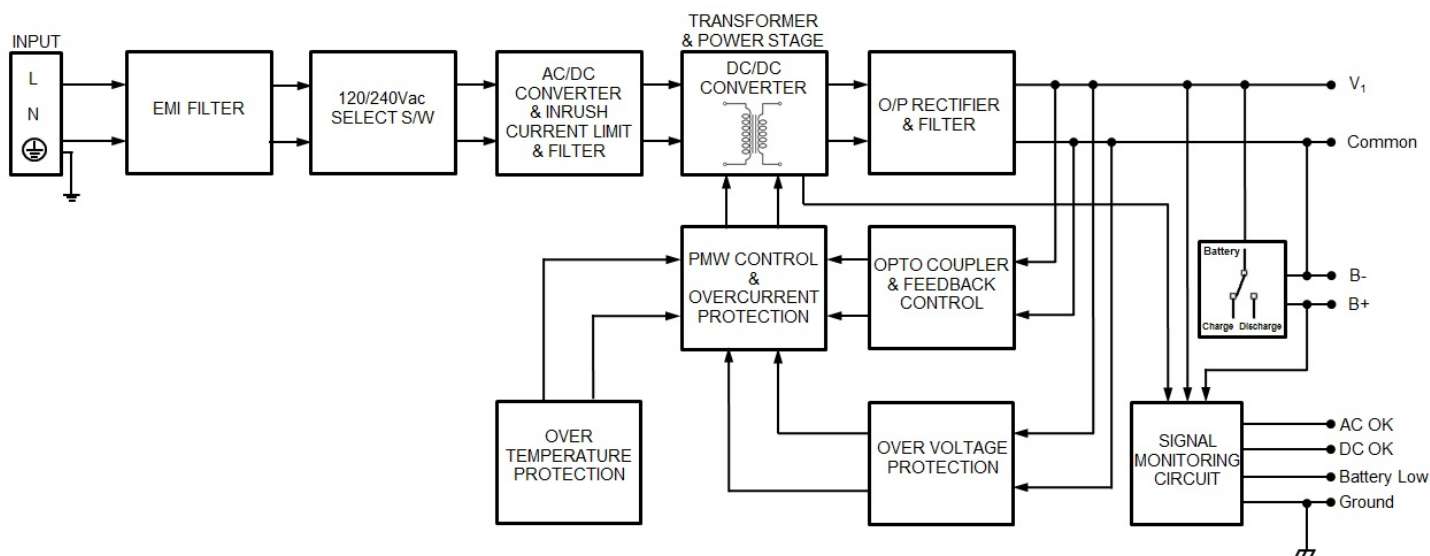 INPUT
L
N
EMI FILTER
120/240Vac
SELECT S/W
AC/DC
CONVERTER
& INRUSH
CURRENT LIMIT
& FILTER
TRANSFORMER
& POWER STAGE
DC/DC
CONVERTER
O/P RECTIFIER
& FILTER
V₁
Common
PMW CONTROL
&
OVERCURRENT
PROTECTION
OPTO COUPLER
& FEEDBACK
CONTROL
Battery
Charge Discharge
B-
B+
OVER
TEMPERATURE
PROTECTION
OVER VOLTAGE
PROTECTION
SIGNAL
MONITORING
CIRCUIT
AC OK
DC OK
Battery Low
Ground